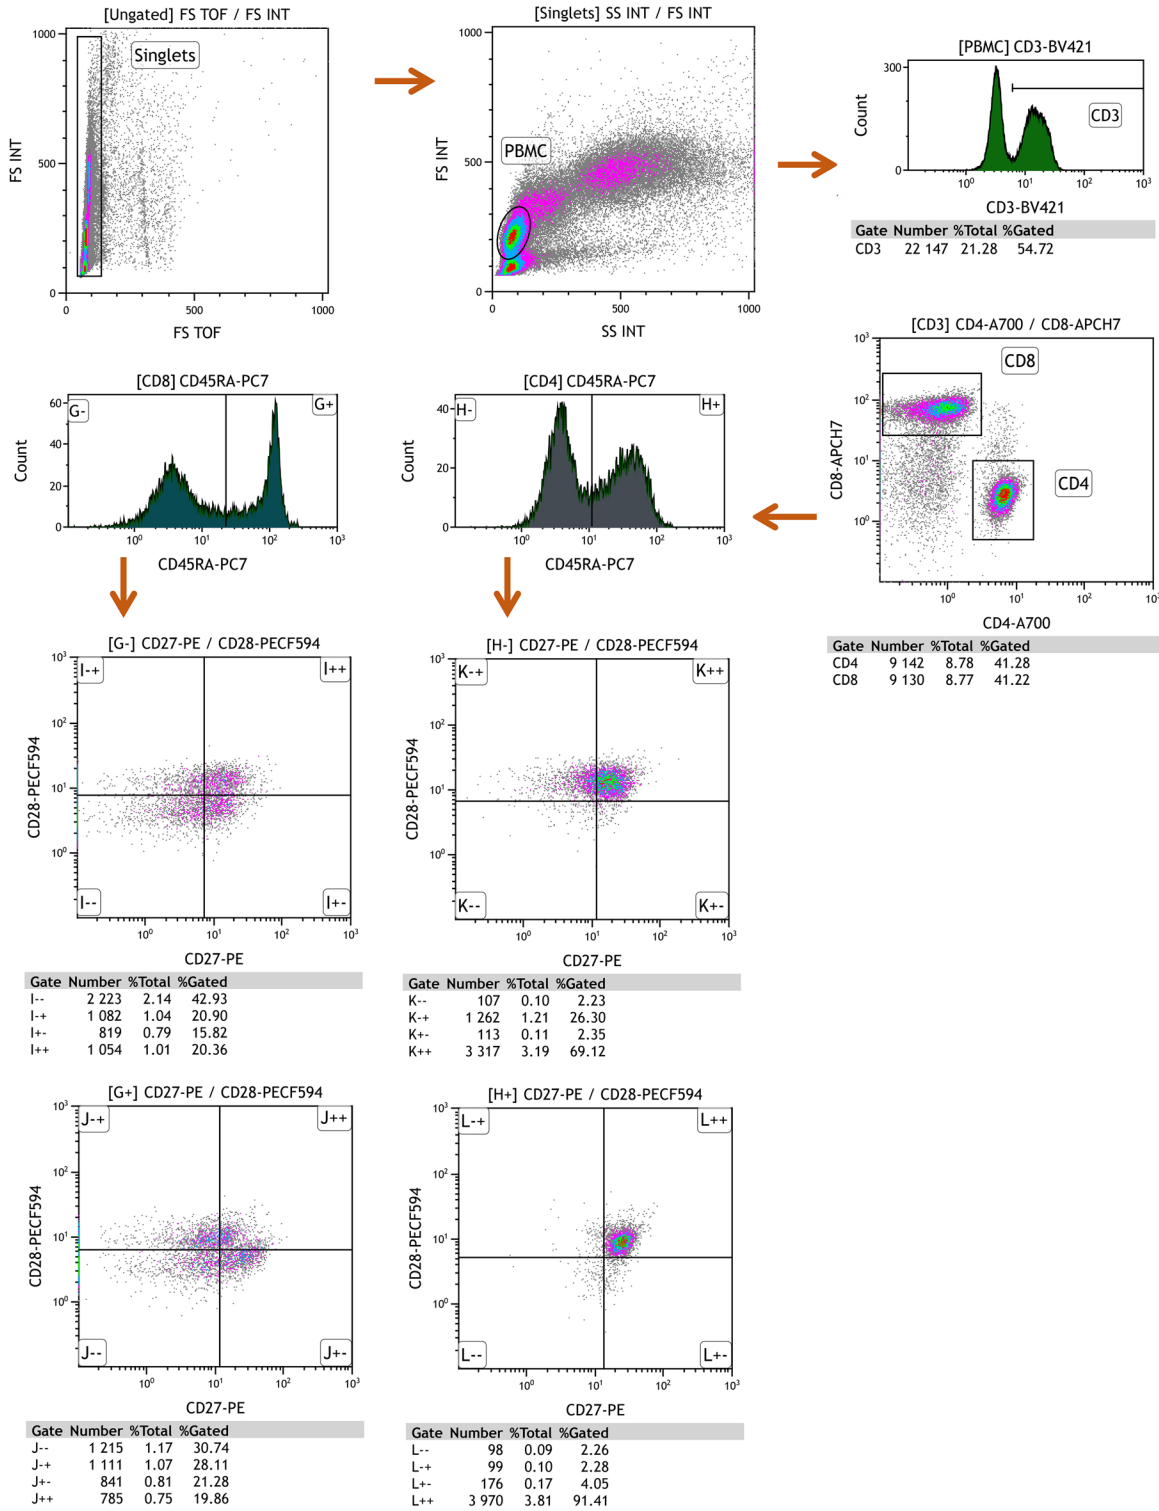 [Ungated] FS TOF / FS INT
1000
500
0
FS INT
Singlets
0
500
1000
FS TOF
[Singlets] SS INT / FS INT
1000
500
0
FS INT
PBMC
0
500
1000
SS INT
[PBMC] CD3-BV421
300
0
Count
CD3
10⁰
10¹
10²
10³
CD3-BV421
Gate Number %Total %Gated
CD3 22 147 21.28 54.72
[CD8] CD45RA-PC7
60
40
20
0
Count
G-
G+
10⁰
10¹
10²
10³
CD45RA-PC7
[CD4] CD45RA-PC7
40
20
0
Count
H-
H+
10⁰
10¹
10²
10³
CD45RA-PC7
[CD3] CD4-A700 / CD8-APCH7
10³
10²
10¹
10⁰
CD8-APCH7
CD8
CD4
10⁰
10¹
10²
10³
CD4-A700
Gate Number %Total %Gated
CD4 9 142 8.78 41.28
CD8 9 130 8.77 41.22
[G-] CD27-PE / CD28-PECF594
10³
10²
10¹
10⁰
CD28-PECF594
I-+
I++
I--
I+-
10⁰
10¹
10²
10³
CD27-PE
Gate Number %Total %Gated
I-- 2 223 2.14 42.93
I-+ 1 082 1.04 20.90
I+- 819 0.79 15.82
I++ 1 054 1.01 20.36
[H-] CD27-PE / CD28-PECF594
10³
10²
10¹
10⁰
CD28-PECF594
K-+
K++
K--
K+-
10⁰
10¹
10²
10³
CD27-PE
Gate Number %Total %Gated
K-- 107 0.10 2.23
K-+ 1 262 1.21 26.30
K+- 113 0.11 2.35
K++ 3 317 3.19 69.12
[G+] CD27-PE / CD28-PECF594
10³
10²
10¹
10⁰
CD28-PECF594
J-+
J++
J--
J+-
10⁰
10¹
10²
10³
CD27-PE
Gate Number %Total %Gated
J-- 1 215 1.17 30.74
J-+ 1 111 1.07 28.11
J+- 841 0.81 21.28
J++ 785 0.75 19.86
[H+] CD27-PE / CD28-PECF594
10³
10²
10¹
10⁰
CD28-PECF594
L-+
L++
L--
L+-
10⁰
10¹
10²
10³
CD27-PE
Gate Number %Total %Gated
L-- 98 0.09 2.26
L-+ 99 0.10 2.28
L+- 176 0.17 4.05
L++ 3 970 3.81 91.41